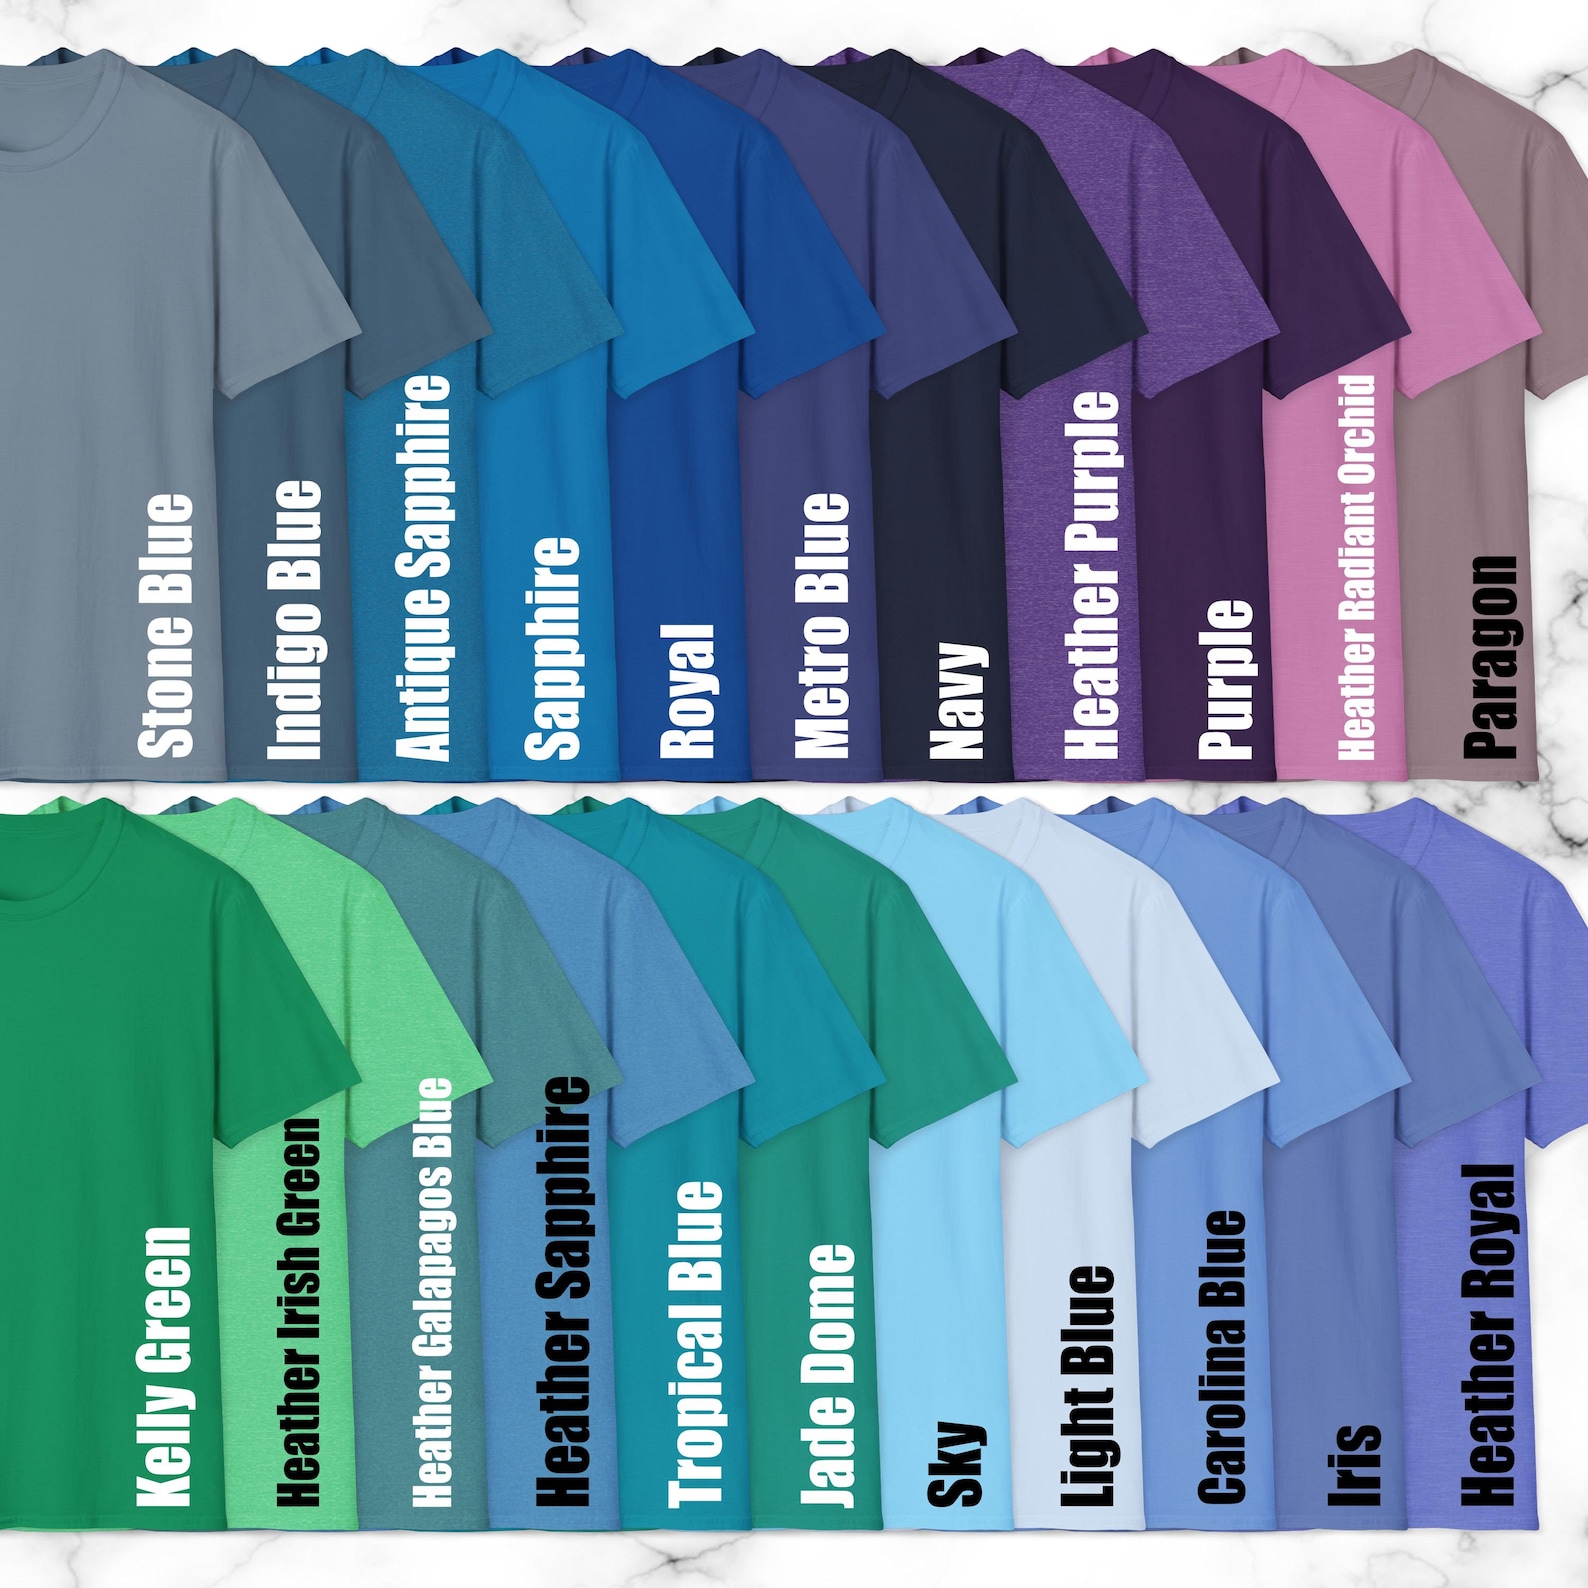 Stone Blue
Indigo Blue
Antique Sapphire
Sapphire
Royal
Metro Blue
Navy
Heather Purple
Purple
Heather Radiant Orchid
Paragon
Kelly Green
Heather Irish Green
Heather Galapagos Blue
Heather Sapphire
Tropical Blue
Jade Dome
Sky
Light Blue
Carolina Blue
Iris
Heather Royal